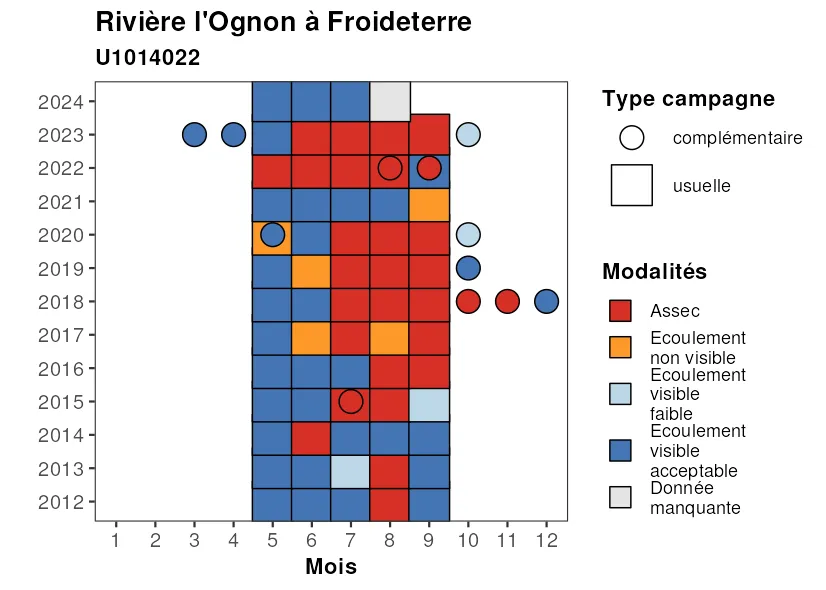 Rivière l'Ognon à Froideterre
U1014022
2024
2023
2022
2021
2020
2019
2018
2017
2016
2015
2014
2013
2012
1 2 3 4 5 6 7 8 9 10 11 12
Mois
Type campagne
complémentaire
usuelle
Modalités
Assec
Ecoulement
non visible
Ecoulement
visible
faible
Ecoulement
visible
acceptable
Donnée
manquante